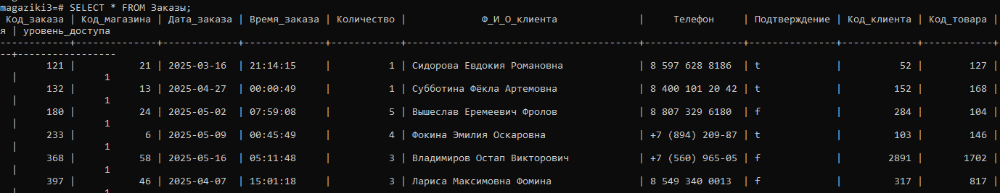 magaziki3=# SELECT * FROM Заказы;
 Код_заказа | Код_магазина | Дата_заказа | Время_заказа | Количество |             Ф_И_О_клиента              |     Телефон     | Подтверждение | Код_клиента | Код_товара |
я | уровень_доступа
------------+--------------+-------------+--------------+------------+----------------------------------------+-----------------+---------------+-------------+------------+
--+-----------------
        121 |           21 | 2025-03-16  | 21:14:15     |          1 | Сидорова Евдокия Романовна             | 8 597 628 8186  | t             |          52 |        127 |
  |               1
        132 |           13 | 2025-04-27  | 00:00:49     |          1 | Субботина Фёкла Артемовна              | 8 400 101 20 42 | t             |         152 |        168 |
  |               1
        180 |           24 | 2025-05-02  | 07:59:08     |          5 | Вышеслав Еремеевич Фролов              | 8 807 329 6180  | f             |         284 |        104 |
  |               1
        233 |            6 | 2025-05-09  | 00:45:49     |          4 | Фокина Эмилия Оскаровна                | +7 (894) 209-87 | t             |         103 |        146 |
  |               1
        368 |           58 | 2025-05-16  | 05:11:48     |          3 | Владимиров Остап Викторович            | +7 (560) 965-05 | f             |        2891 |       1702 |
  |               1
        397 |           46 | 2025-04-07  | 15:01:18     |          3 | Лариса Максимовна Фомина               | 8 549 340 0013  | f             |         317 |        817 |
  |               1